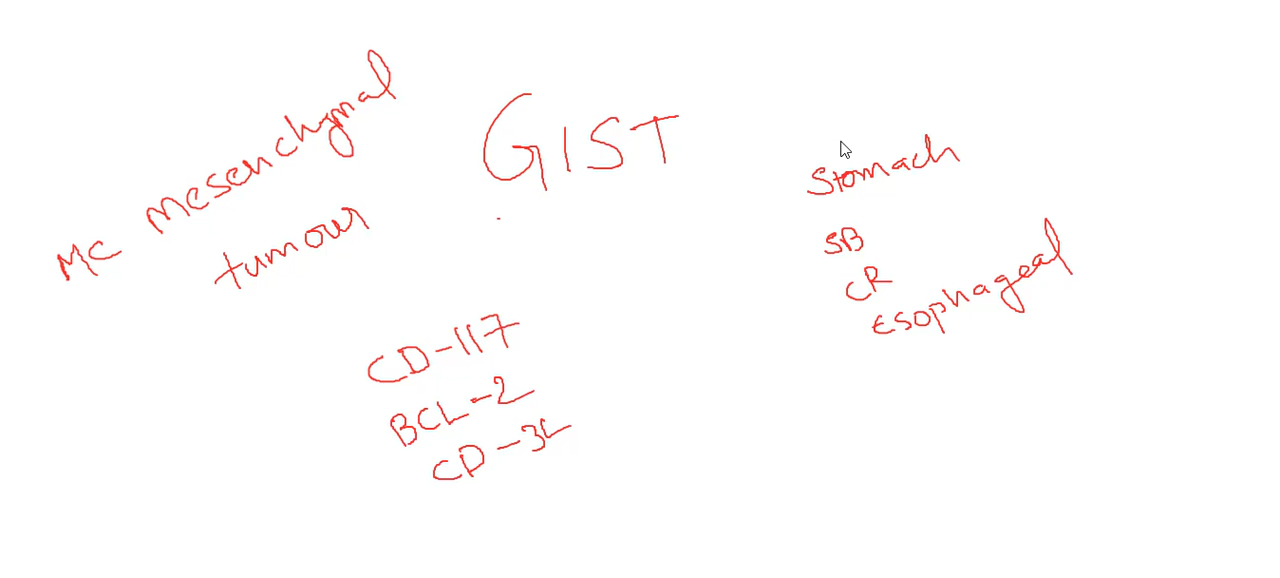 GIST
MC Mesenchymal
tumour
CD-117
BCL-2
CD-34
Stomach
SB
CR
Esophageal